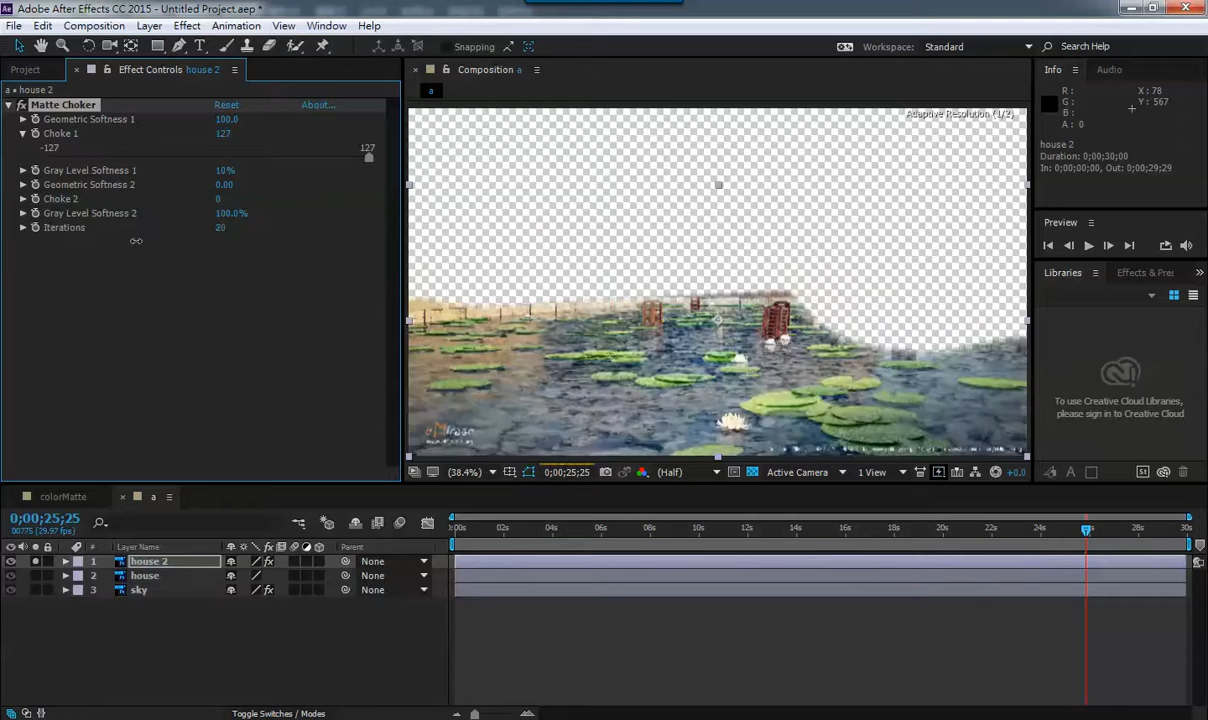 Adobe After Effects CC 2015 - Untitled Project.aep *
File Edit Composition Layer Effect Animation View Window Help
Snapping Workspace: Standard Search Help
Project Effect Controls house 2 Composition a Info Audio
a • house 2 a
Matte Choker Reset About...
Geometric Softness 1 100.0
Choke 1 127
-127 127
Gray Level Softness 1 10%
Geometric Softness 2 0.00
Choke 2 0
Gray Level Softness 2 100.0%
Iterations 20
Adaptive Resolution (1/2)
R : X : 78
G : Y : 567
B :
A : 0
house 2
Duration: 0;00;30;00
In: 0;00;00;00, Out: 0;00;29;29
Preview
Libraries Effects & Pres
To use Creative Cloud Libraries,
please sign in to Creative Cloud
(38.4%) 0;00;25;25 (Half) Active Camera 1 View +0.0
colorMatte a
0;00;25;25
00775 (29.97 fps)
0:00s 02s 04s 06s 08s 10s 12s 14s 16s 18s 20s 22s 24s 28s 30s
# Layer Name Parent
1 house 2 None
2 house None
3 sky None
Toggle Switches / Modes